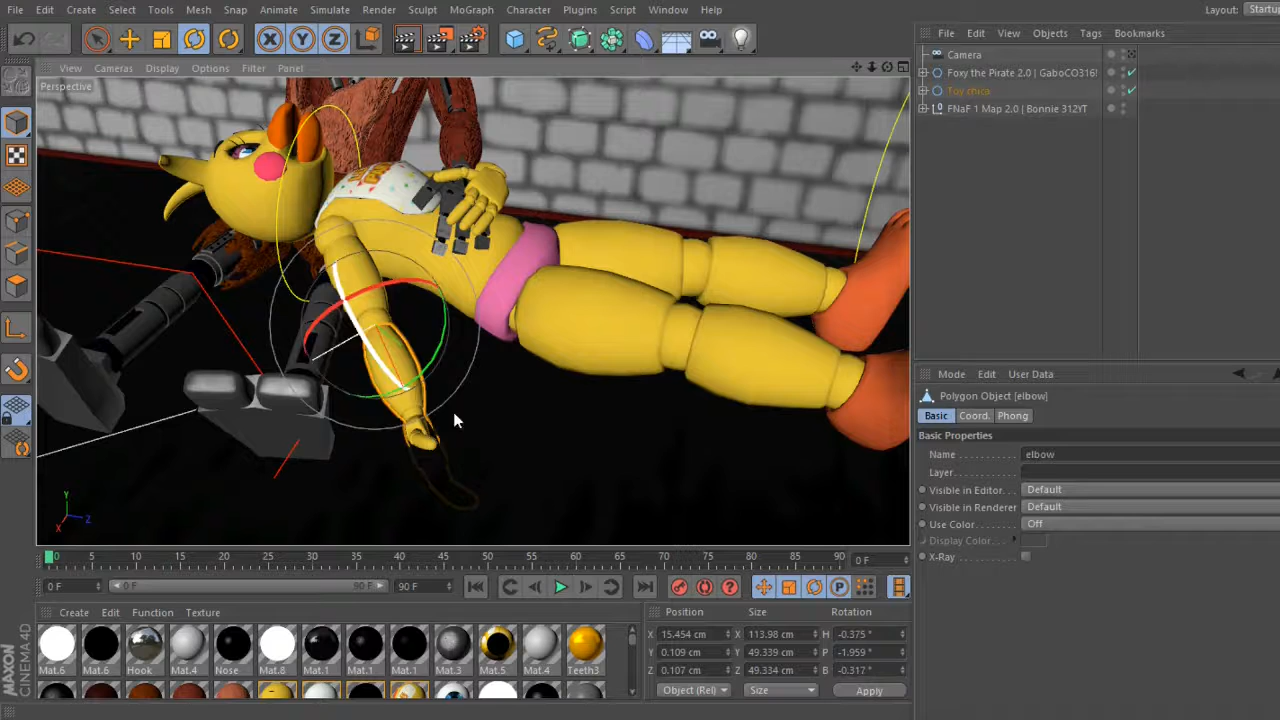 File Edit Create Select Tools Mesh Snap Animate Simulate Render Sculpt MoGraph Character Plugins Script Window Help Layout: Startu
X Y Z
View Cameras Display Options Filter Panel
Perspective
Y
Z
X
0 5 10 15 20 25 30 35 40 45 50 55 60 65 70 75 80 85 90 0 F
0 F 0 F 90 F 90 F
P
Create Edit Function Texture
Mat.6 Mat.6 Hook Mat.4 Nose Mat.8 Mat.1 Mat.1 Mat.1 Mat.3 Mat.5 Mat.4 Teeth3
MAXON
CINEMA4D
Position Size Rotation
X 15.454 cm X 113.98 cm H -0.375 °
Y 0.109 cm Y 49.339 cm P -1.959 °
Z 0.107 cm Z 49.334 cm B -0.317 °
Object (Rel) Size Apply
File Edit View Objects Tags Bookmarks
Camera
Foxy the Pirate 2.0 | GaboCO316!
Toy chica
FNaF 1 Map 2.0 | Bonnie 312YT
Mode Edit User Data
Polygon Object [elbow]
Basic Coord. Phong
Basic Properties
Name elbow
Layer
Visible in Editor Default
Visible in Renderer Default
Use Color Off
Display Color
X-Ray